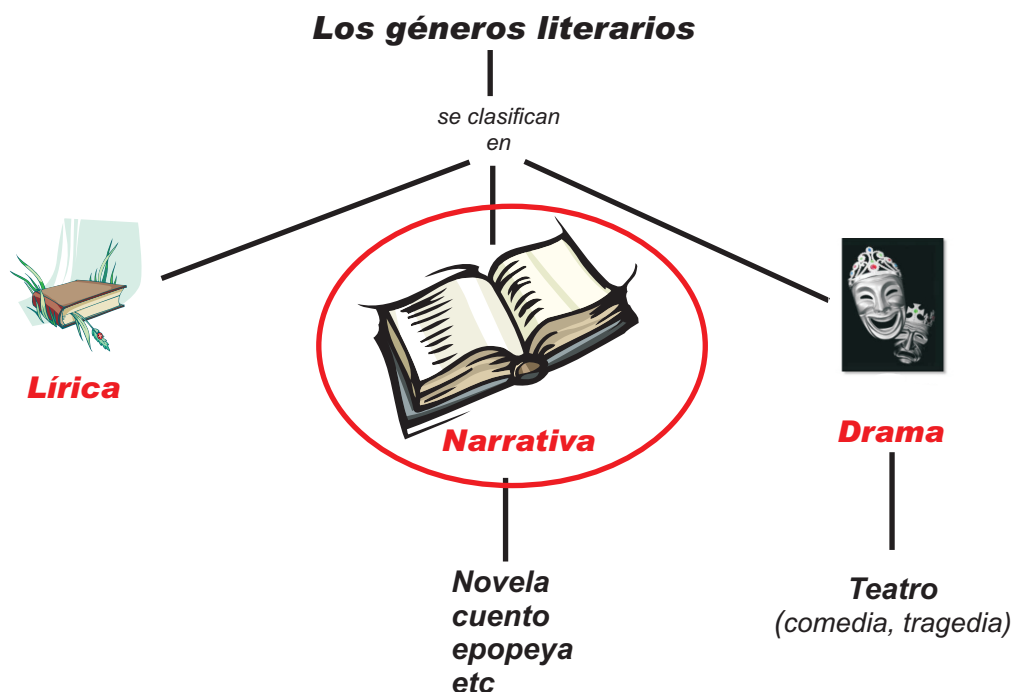 Los géneros literarios
se clasifican
en
Lírica
Narrativa
Drama
Novela
cuento
epopeya
etc
Teatro
(comedia, tragedia)